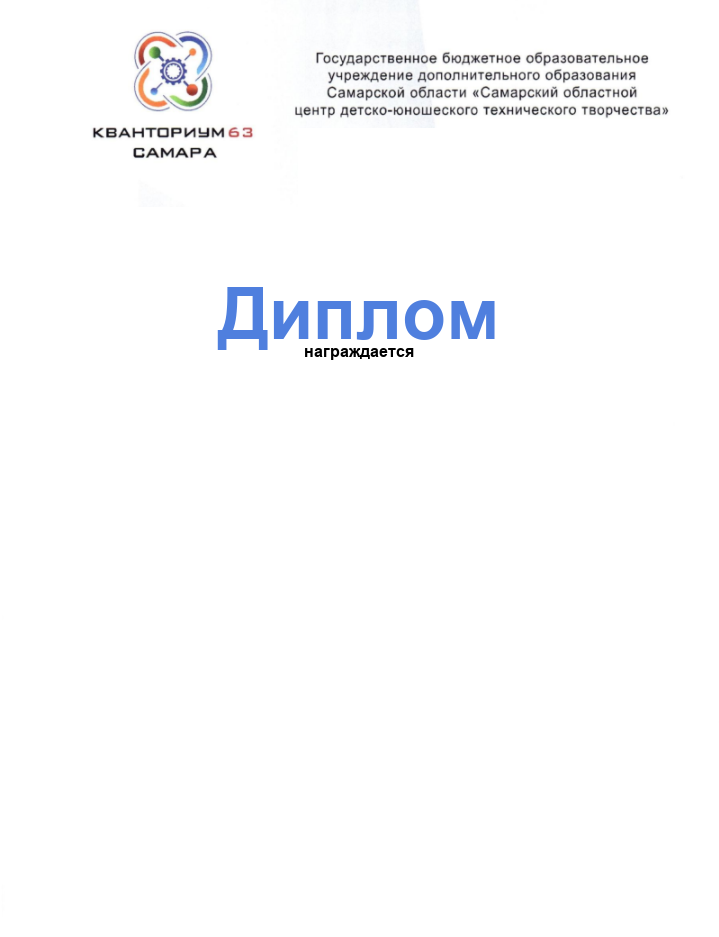 КВАНТОРИУМ63
САМАРА
Государственное бюджетное образовательное
учреждение дополнительного образования
Самарской области «Самарский областной
центр детско-юношеского технического творчества»
Диплом
награждается